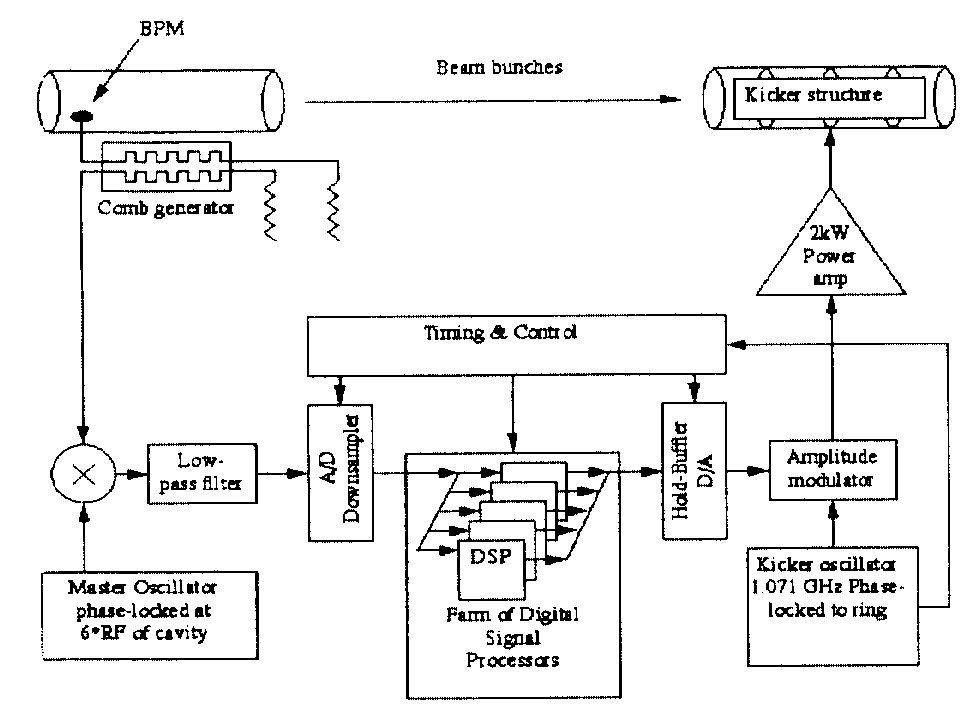 BPM
Beam bunches
Kicker structure
Comb generator
2kW
Power
amp
Timing & Control
A/D
Downsampler
Hold-Buffer
D/A
Low-
pass filter
Amplitude
modulator
DSP
Master Oscillator
phase-locked at
6*RF of cavity
Farm of Digital
Signal
Processors
Kicker oscillator
1.071 GHz Phase-
locked to ring